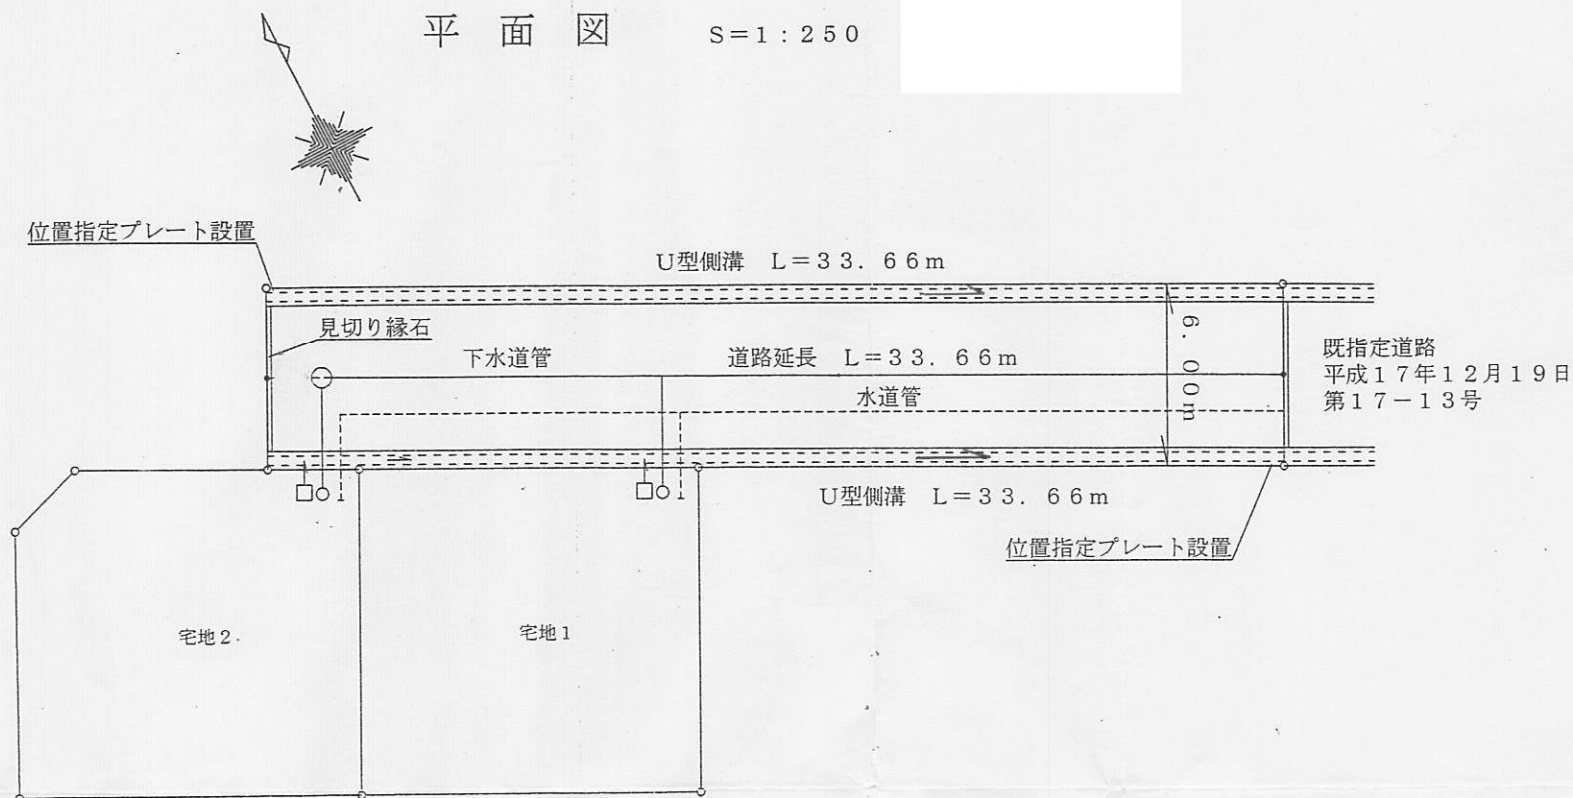 平面図 S=1:250
位置指定プレート設置
U型側溝 L=33.66m
見切り縁石
下水道管
道路延長 L=33.66m
6.00m
既指定道路
平成17年12月19日
第17-13号
水道管
U型側溝 L=33.66m
位置指定プレート設置
宅地2
宅地1